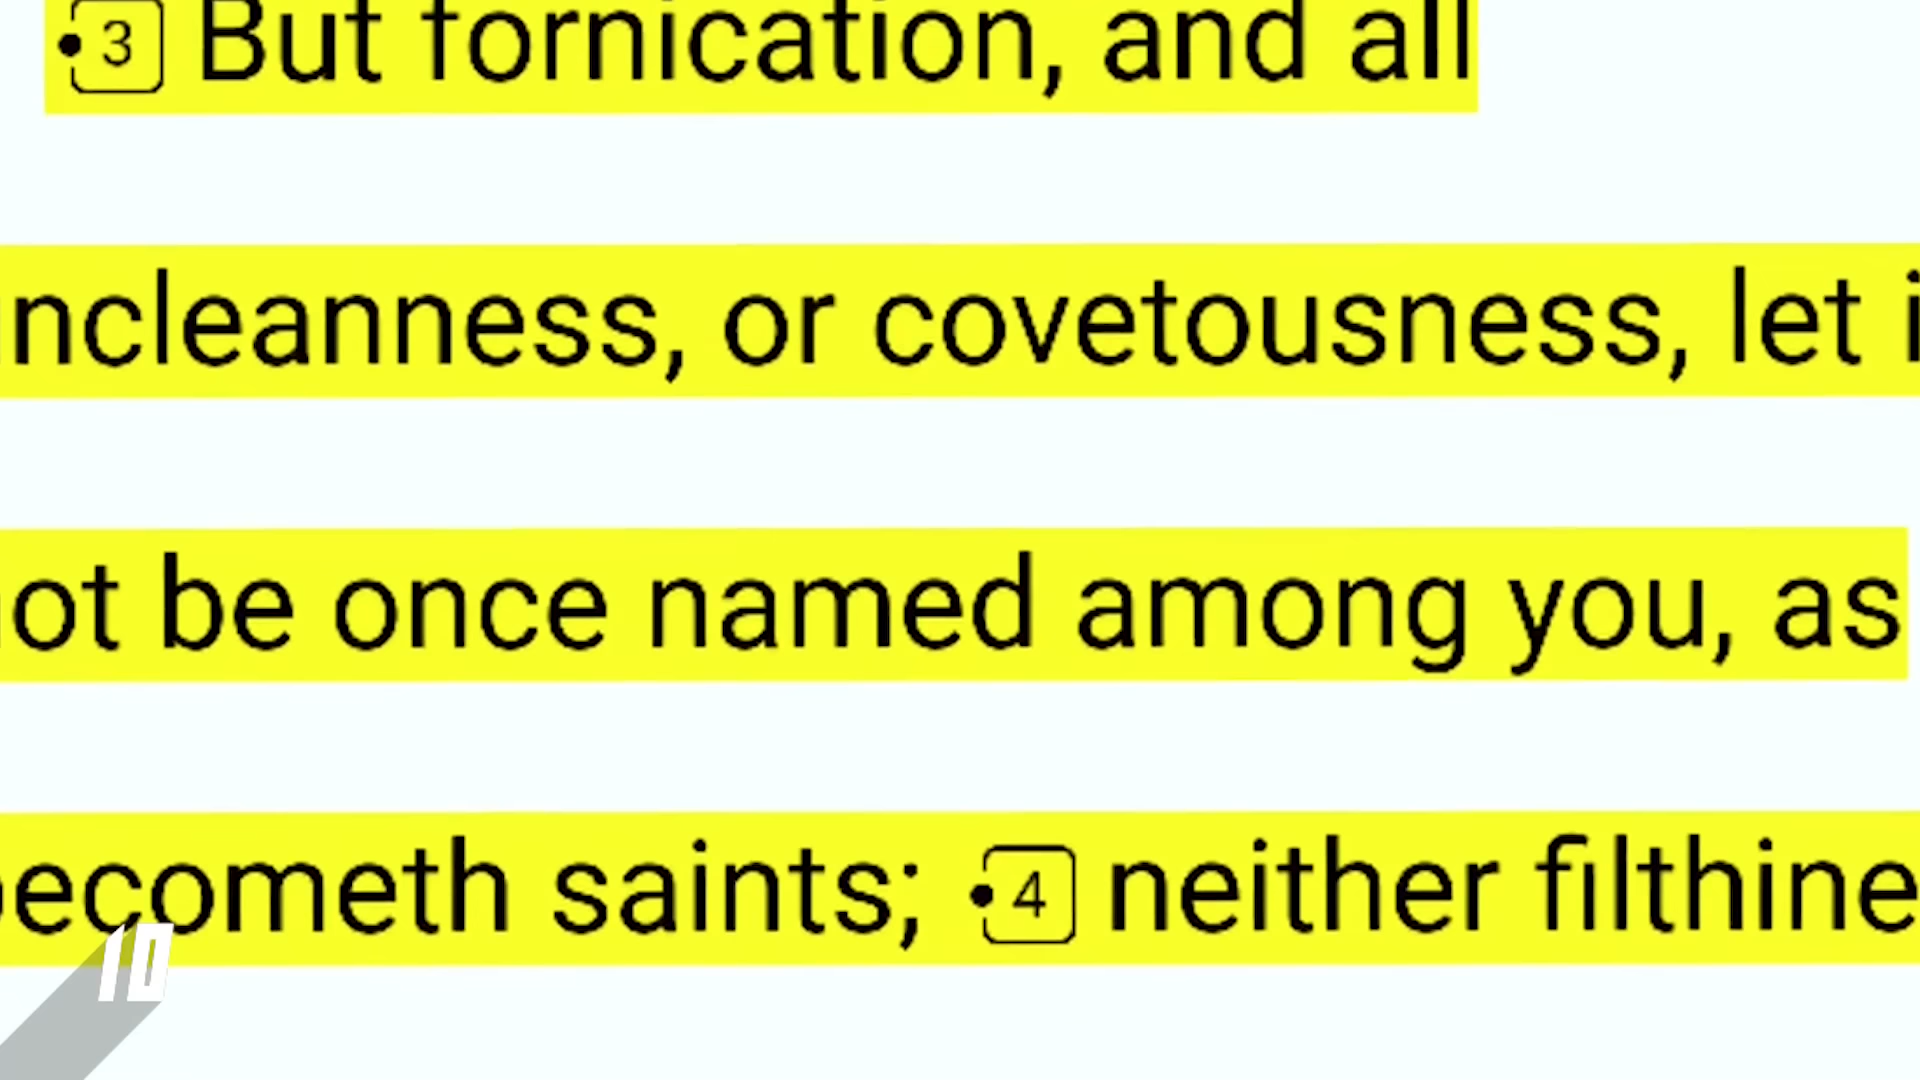 3 But fornication, and all
ncleanness, or covetousness, let i
ot be once named among you, as
ecometh saints; 4 neither filthine
10